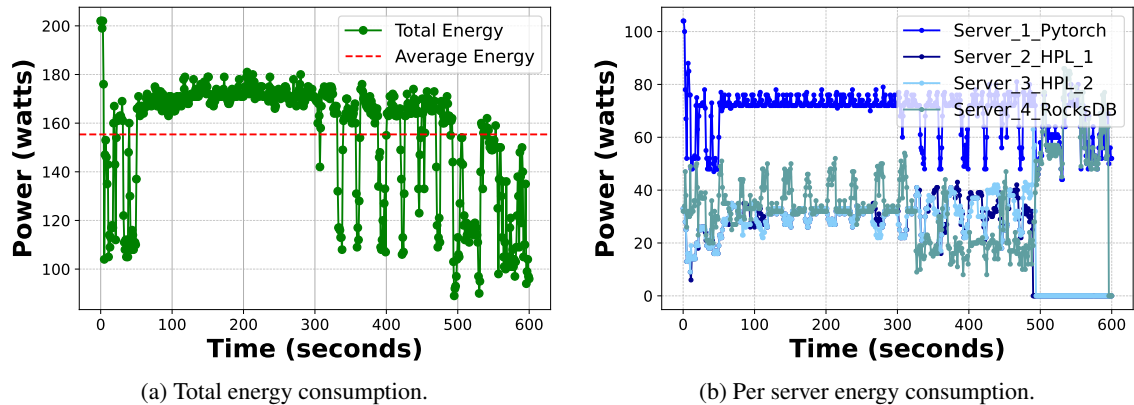 200
180
160
140
120
100
Power (watts)
Total Energy
Average Energy
0 100 200 300 400 500 600
Time (seconds)
(a) Total energy consumption.
100
80
60
40
20
0
Power (watts)
Server_1_Pytorch
Server_2_HPL_1
Server_3_HPL_2
Server_4_RocksDB
0 100 200 300 400 500 600
Time (seconds)
(b) Per server energy consumption.